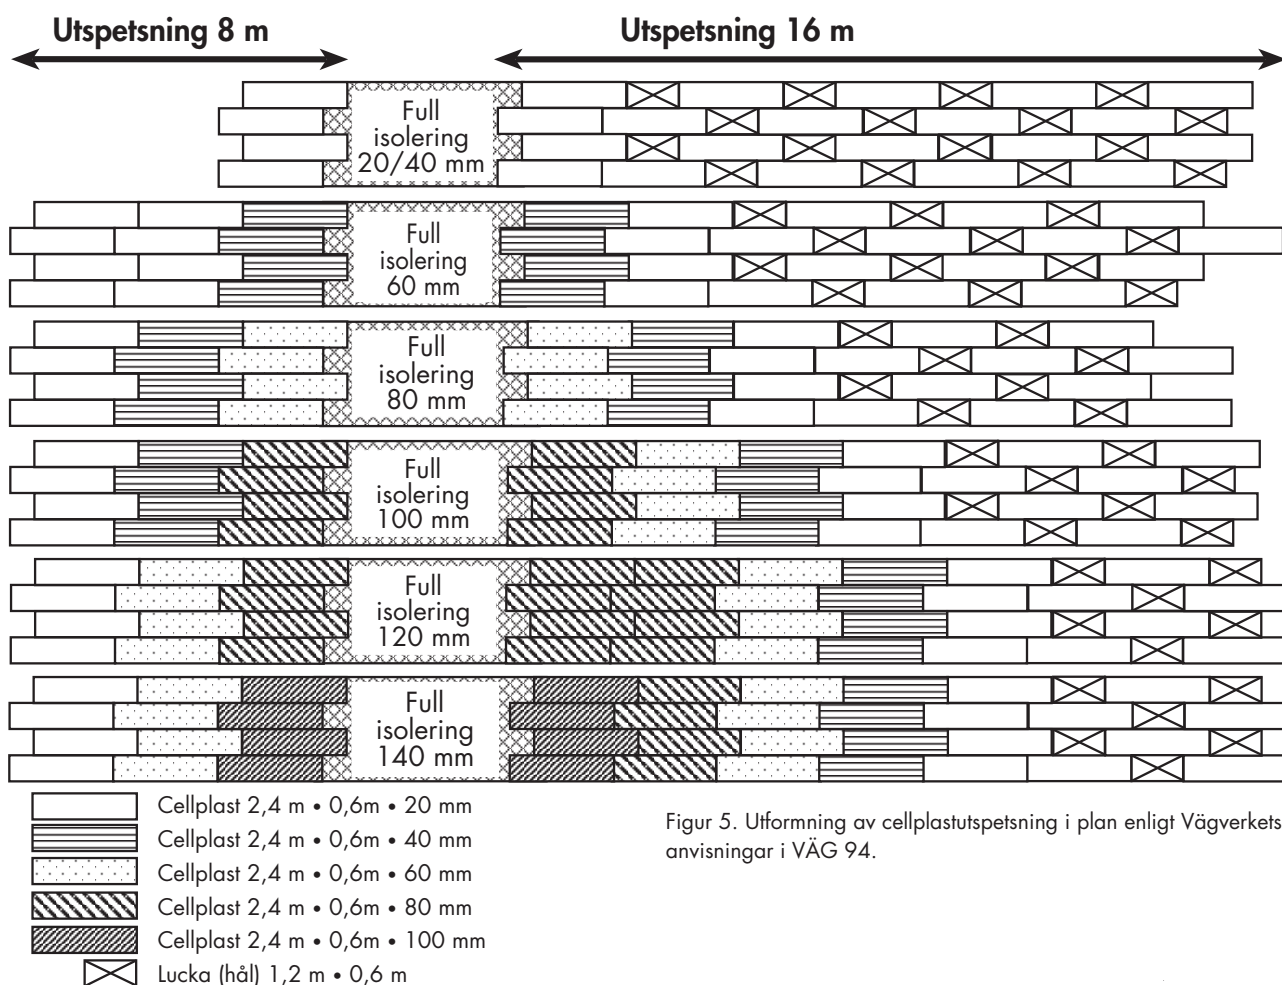 Utspetsning 8 m
Utspetsning 16 m
Full
isolering
20/40 mm
Full
isolering
60 mm
Full
isolering
80 mm
Full
isolering
100 mm
Full
isolering
120 mm
Full
isolering
140 mm
Cellplast 2,4 m • 0,6m • 20 mm
Cellplast 2,4 m • 0,6m • 40 mm
Cellplast 2,4 m • 0,6m • 60 mm
Cellplast 2,4 m • 0,6m • 80 mm
Cellplast 2,4 m • 0,6m • 100 mm
Lucka (hål) 1,2 m • 0,6 m
Figur 5. Utformning av cellplastutspetsning i plan enligt Vägverkets
anvisningar i VÄG 94.